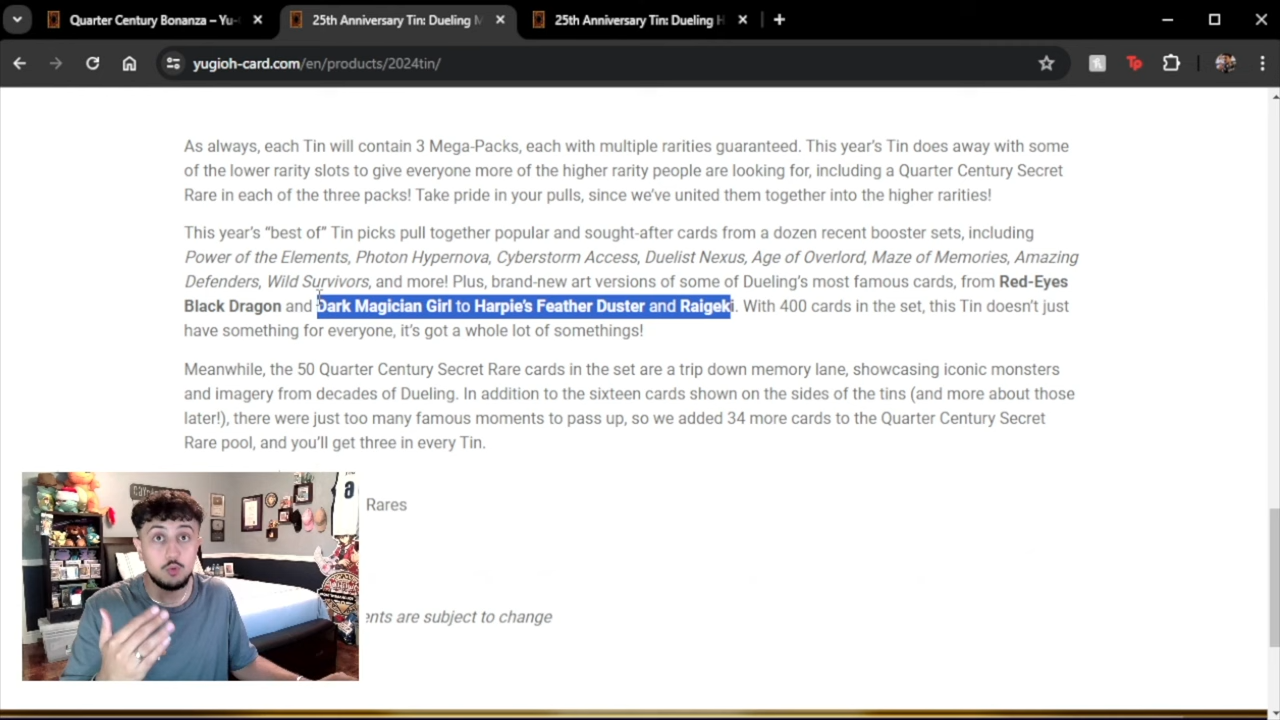 Quarter Century Bonanza – Yu-
25th Anniversary Tin: Dueling M
25th Anniversary Tin: Dueling H
yugioh-card.com/en/products/2024tin/
As always, each Tin will contain 3 Mega-Packs, each with multiple rarities guaranteed. This year's Tin does away with some
of the lower rarity slots to give everyone more of the higher rarity people are looking for, including a Quarter Century Secret
Rare in each of the three packs! Take pride in your pulls, since we've united them together into the higher rarities!
This year's “best of” Tin picks pull together popular and sought-after cards from a dozen recent booster sets, including
Power of the Elements, Photon Hypernova, Cyberstorm Access, Duelist Nexus, Age of Overlord, Maze of Memories, Amazing
Defenders, Wild Survivors, and more! Plus, brand-new art versions of some of Dueling's most famous cards, from Red-Eyes
Black Dragon and Dark Magician Girl to Harpie's Feather Duster and Raigeki. With 400 cards in the set, this Tin doesn't just
have something for everyone, it's got a whole lot of somethings!
Meanwhile, the 50 Quarter Century Secret Rare cards in the set are a trip down memory lane, showcasing iconic monsters
and imagery from decades of Dueling. In addition to the sixteen cards shown on the sides of the tins (and more about those
later!), there were just too many famous moments to pass up, so we added 34 more cards to the Quarter Century Secret
Rare pool, and you'll get three in every Tin.
Rares
ents are subject to change